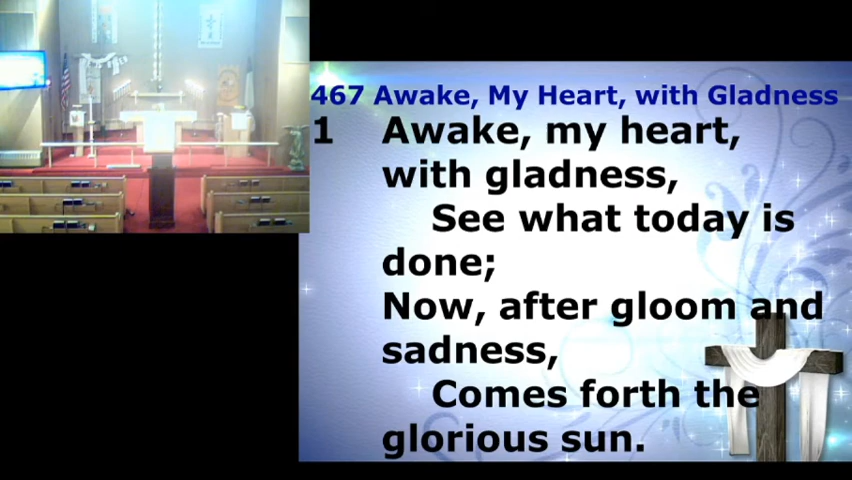 467 Awake, My Heart, with Gladness
1 Awake, my heart,
with gladness,
See what today is
done;
Now, after gloom and
sadness,
Comes forth the
glorious sun.